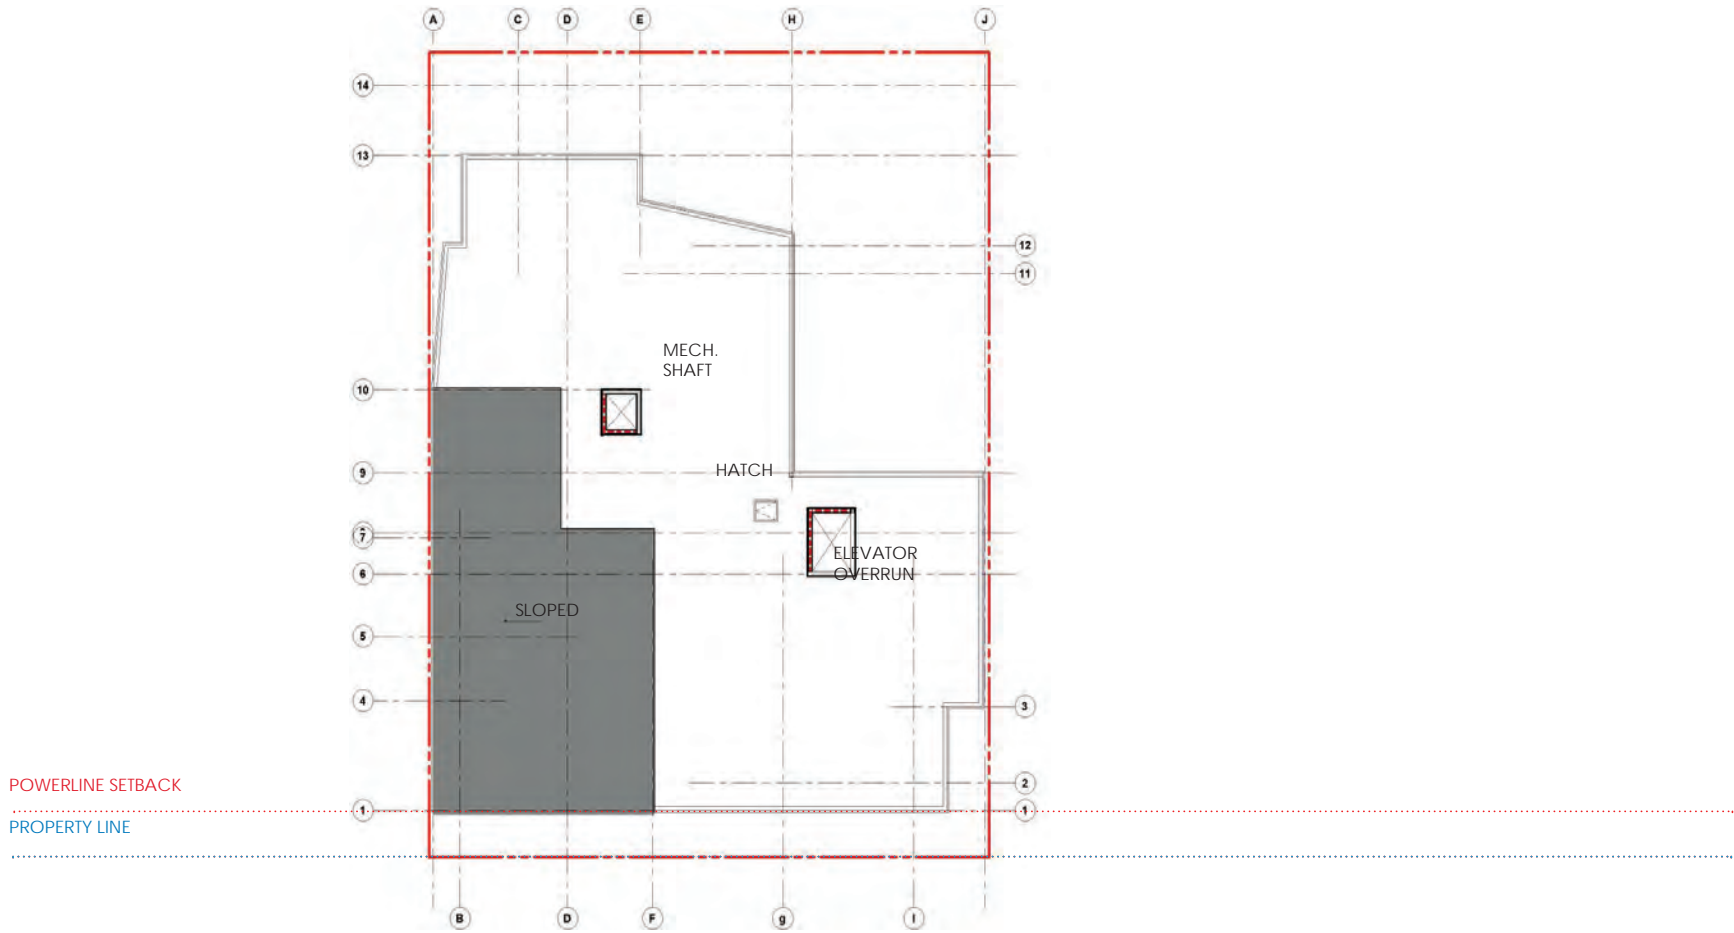 A C D E H J
14
13
12
11
MECH.
SHAFT
10
9
HATCH
7
ELEVATOR
OVERRUN
6
SLOPED
5
4
3
2
POWERLINE SETBACK
1 1
PROPERTY LINE
B D F g I